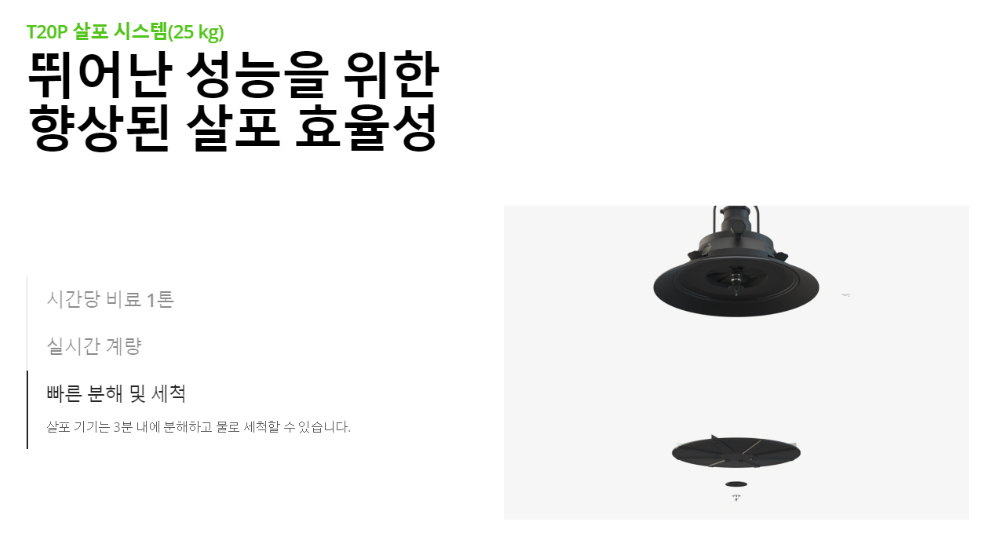 T20P 살포 시스템(25 kg)
뛰어난 성능을 위한
향상된 살포 효율성
시간당 비료 1톤
실시간 계량
빠른 분해 및 세척
살포 기기는 3분 내에 분해하고 물로 세척할 수 있습니다.